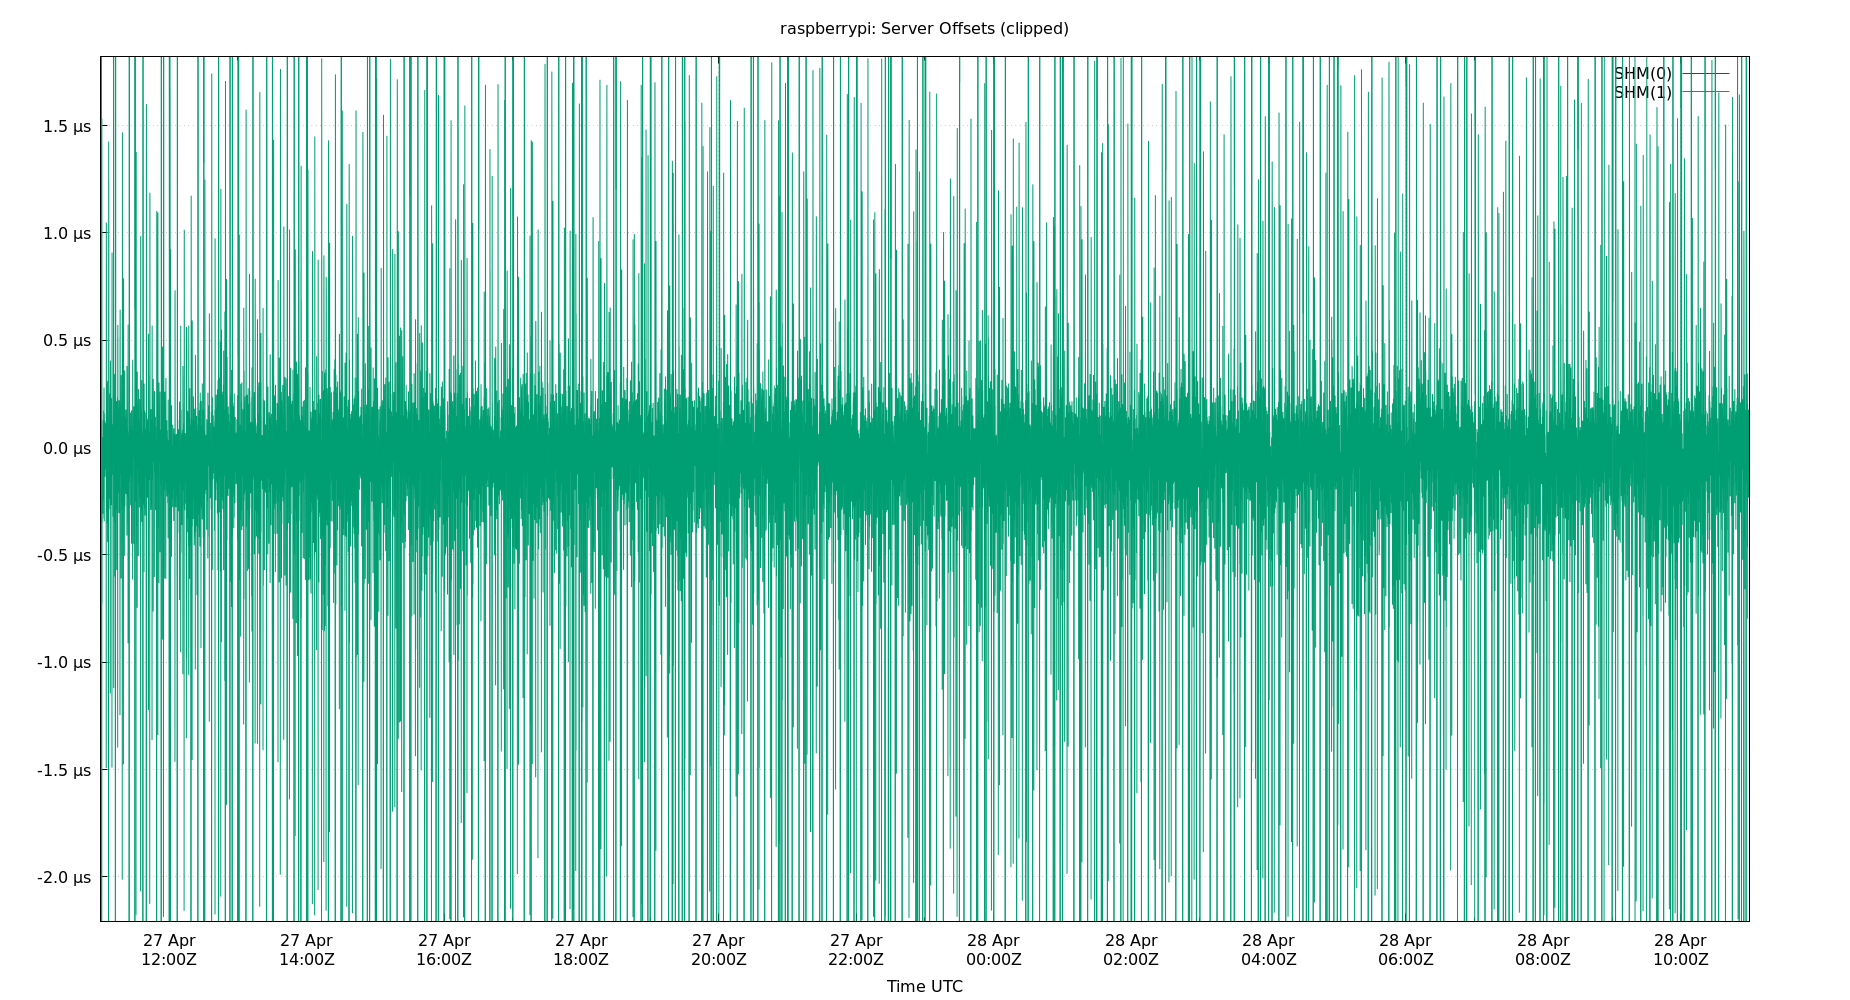 raspberrypi: Server Offsets (clipped)
SHM(0)
SHM(1)
1.5 µs
1.0 µs
0.5 µs
0.0 µs
-0.5 µs
-1.0 µs
-1.5 µs
-2.0 µs
27 Apr 27 Apr 27 Apr 27 Apr 27 Apr 27 Apr 28 Apr 28 Apr 28 Apr 28 Apr 28 Apr 28 Apr
12:00Z 14:00Z 16:00Z 18:00Z 20:00Z 22:00Z 00:00Z 02:00Z 04:00Z 06:00Z 08:00Z 10:00Z
Time UTC